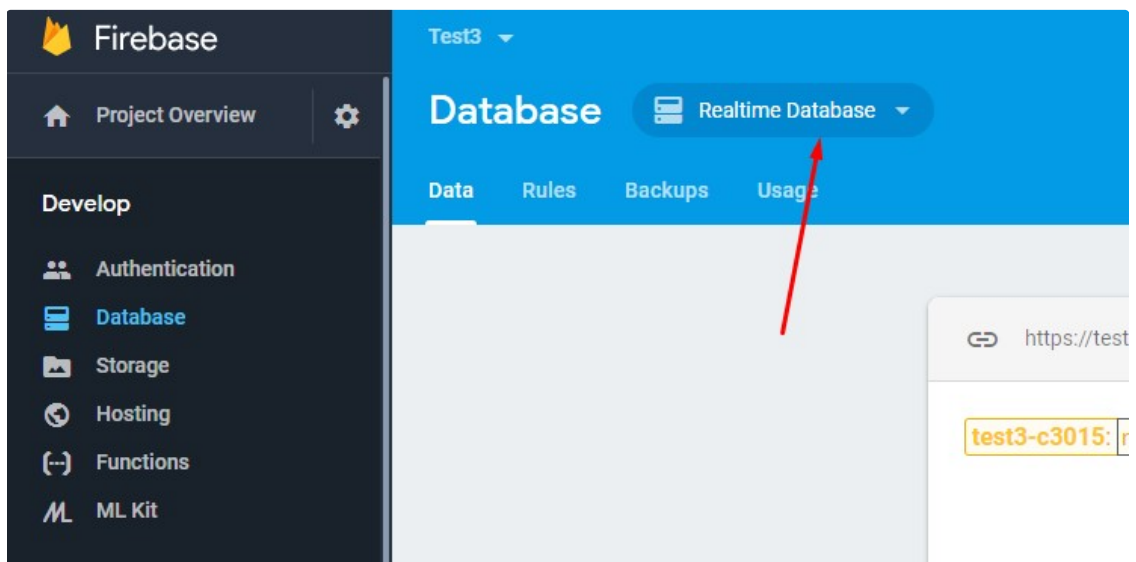 Firebase
Project Overview
Develop
Authentication
Database
Storage
Hosting
Functions
ML Kit
Test3
Database
Realtime Database
Data Rules Backups Usage
https://test
test3-c3015: